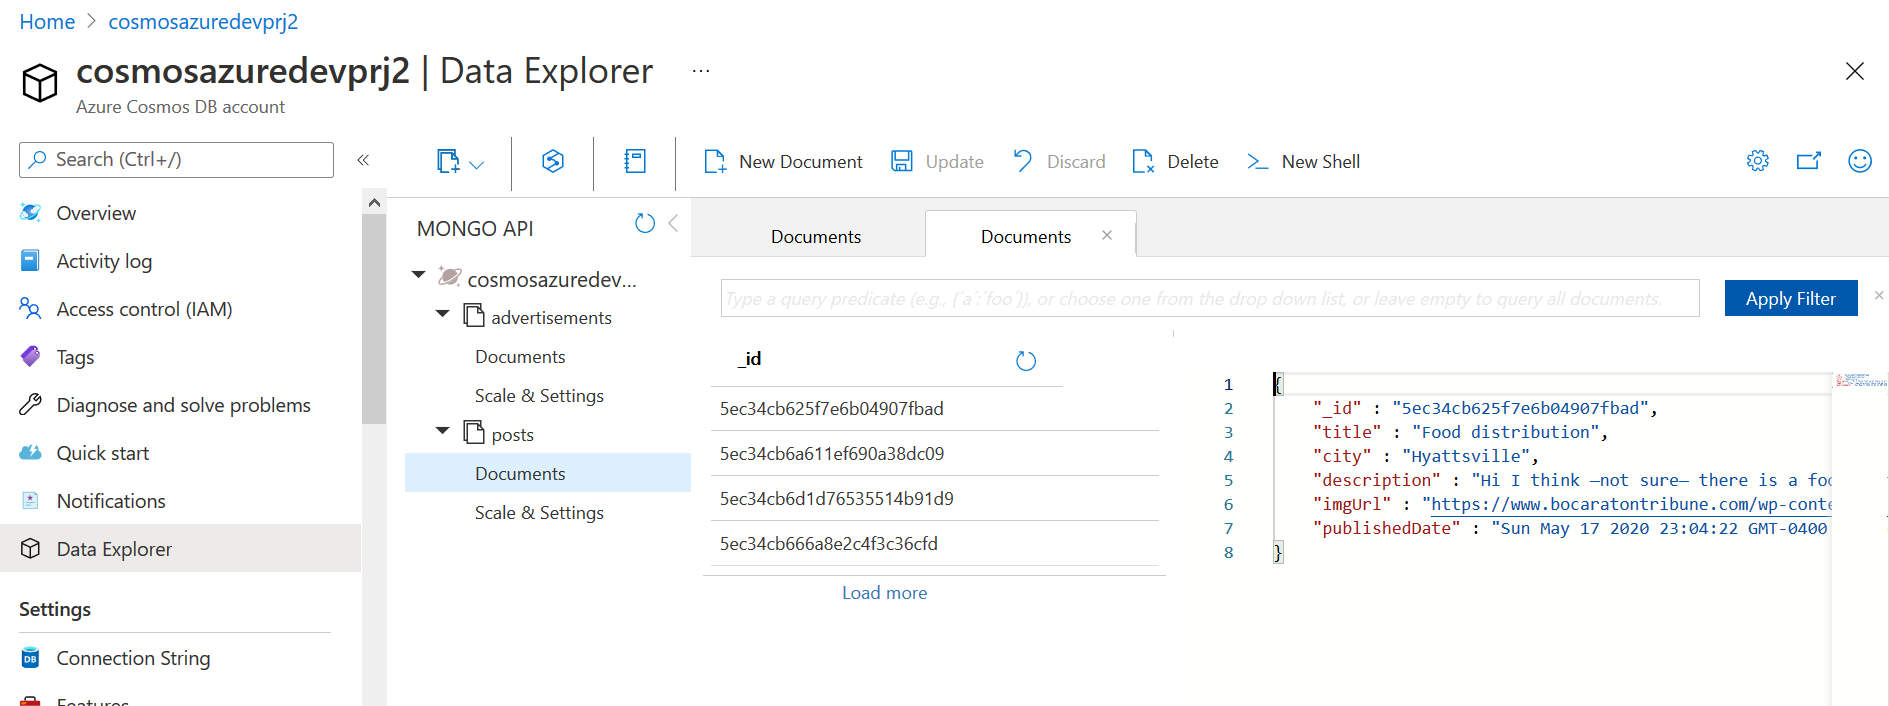 Home > cosmosazuredevprj2
cosmosazuredevprj2 | Data Explorer ...
Azure Cosmos DB account
Search (Ctrl+/)
«
Overview
Activity log
Access control (IAM)
Tags
Diagnose and solve problems
Quick start
Notifications
Data Explorer
Settings
DB Connection String
Features
New Document Update Discard Delete New Shell
MONGO API
cosmosazuredev...
advertisements
Documents
Scale & Settings
posts
Documents
Scale & Settings
Documents Documents ×
Type a query predicate (e.g., {´a´:´foo´}), or choose one from the drop down list, or leave empty to query all documents.
Apply Filter ×
_id
5ec34cb625f7e6b04907fbad
5ec34cb6a611ef690a38dc09
5ec34cb6d1d76535514b91d9
5ec34cb666a8e2c4f3c36cfd
Load more
1 {
2 "_id" : "5ec34cb625f7e6b04907fbad",
3 "title" : "Food distribution",
4 "city" : "Hyattsville",
5 "description" : "Hi I think —not sure— there is a foo
6 "imgUrl" : "https://www.bocaratontribune.com/wp-conte
7 "publishedDate" : "Sun May 17 2020 23:04:22 GMT-0400
8 }